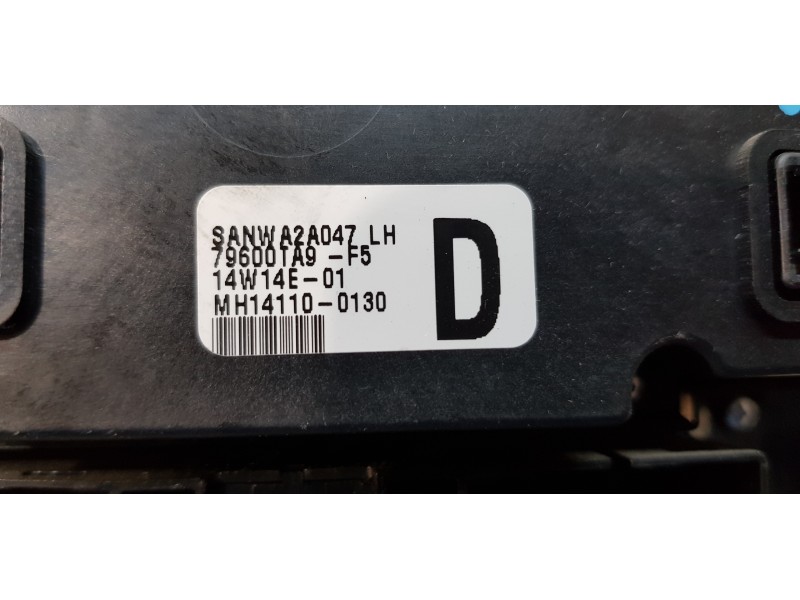 SANWA2A047 LH
79600TA9 -F5
14W14E-01
MH14110-0130
D